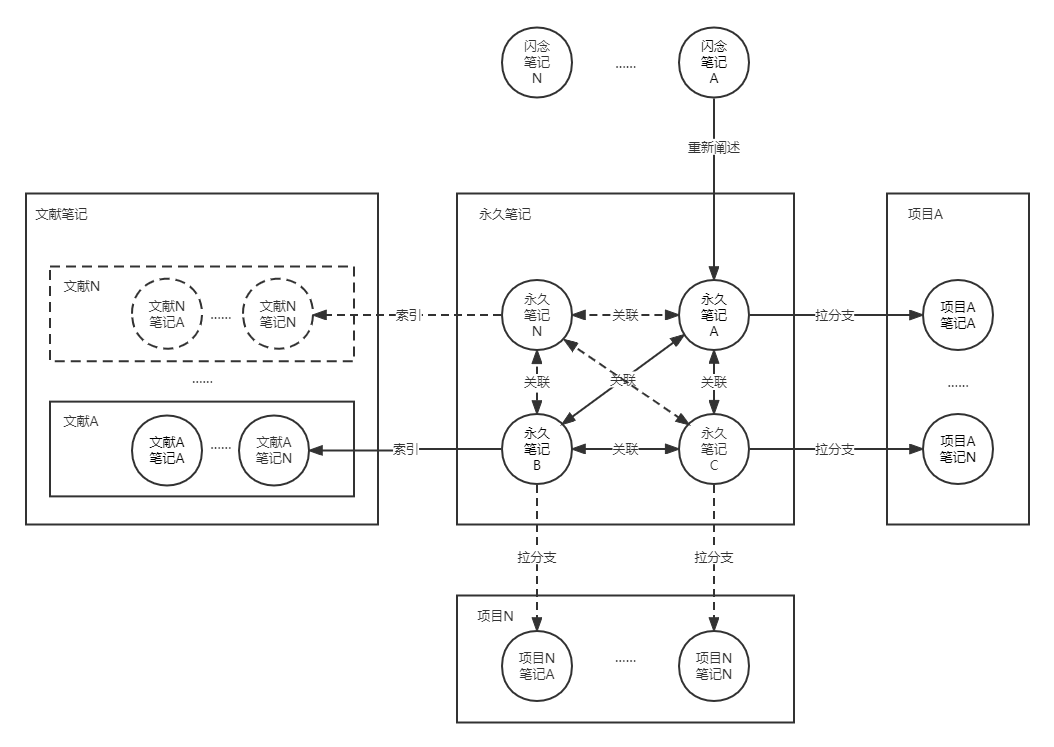 闪念
笔记
N
......
闪念
笔记
A
重新阐述
文献笔记
文献N
文献N
笔记A
......
文献N
笔记N
......
文献A
文献A
笔记A
......
文献A
笔记N
索引
索引
永久笔记
永久
笔记
N
关联
永久
笔记
A
关联
关联
关联
永久
笔记
B
关联
永久
笔记
C
拉分支
拉分支
项目A
项目A
笔记A
......
项目A
笔记N
拉分支
拉分支
项目N
项目N
笔记A
......
项目N
笔记N